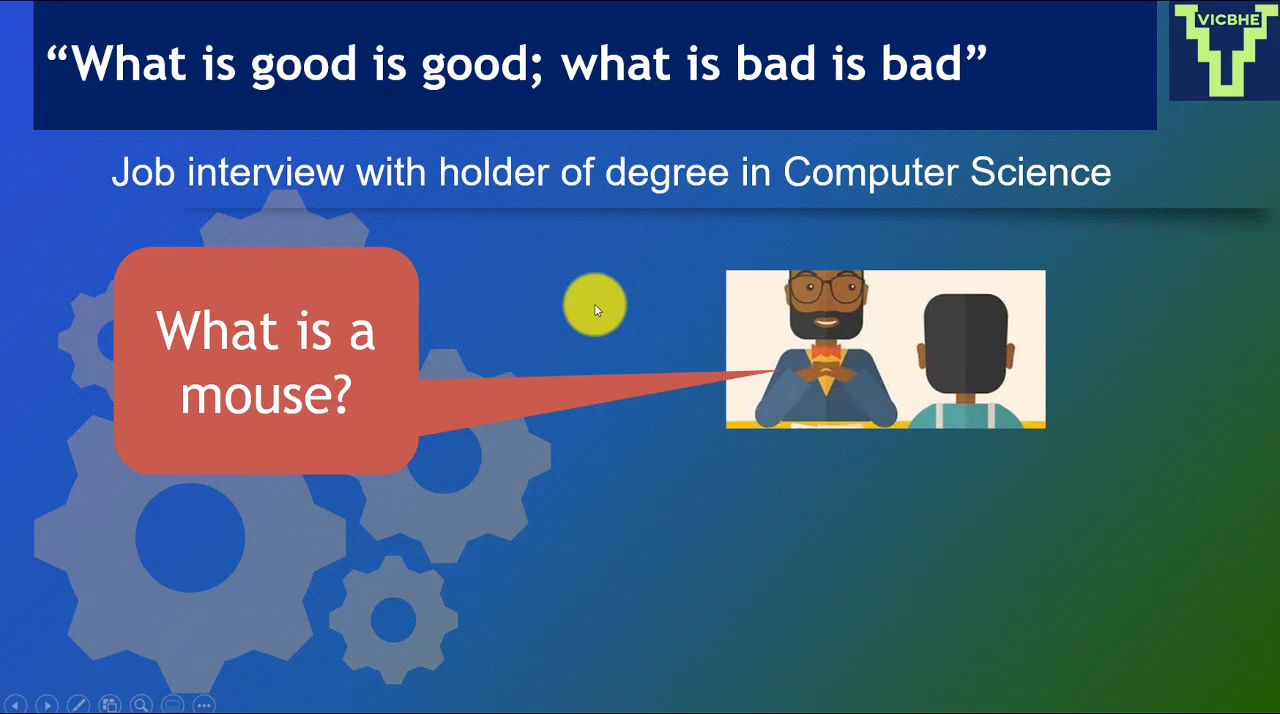 “What is good is good; what is bad is bad”
VICBHE
Job interview with holder of degree in Computer Science
What is a
mouse?